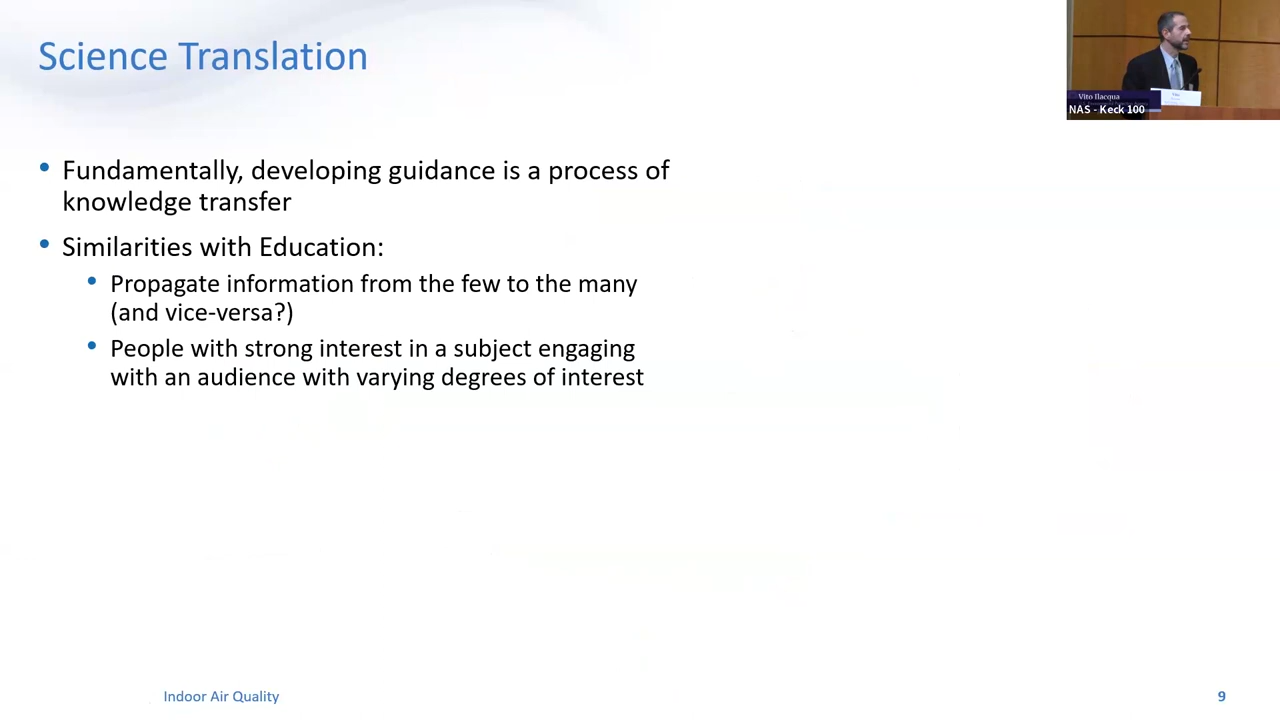 Science Translation
Vito Ilacqua
NAS - Keck 100
• Fundamentally, developing guidance is a process of
knowledge transfer
• Similarities with Education:
• Propagate information from the few to the many
(and vice-versa?)
• People with strong interest in a subject engaging
with an audience with varying degrees of interest
Indoor Air Quality
9